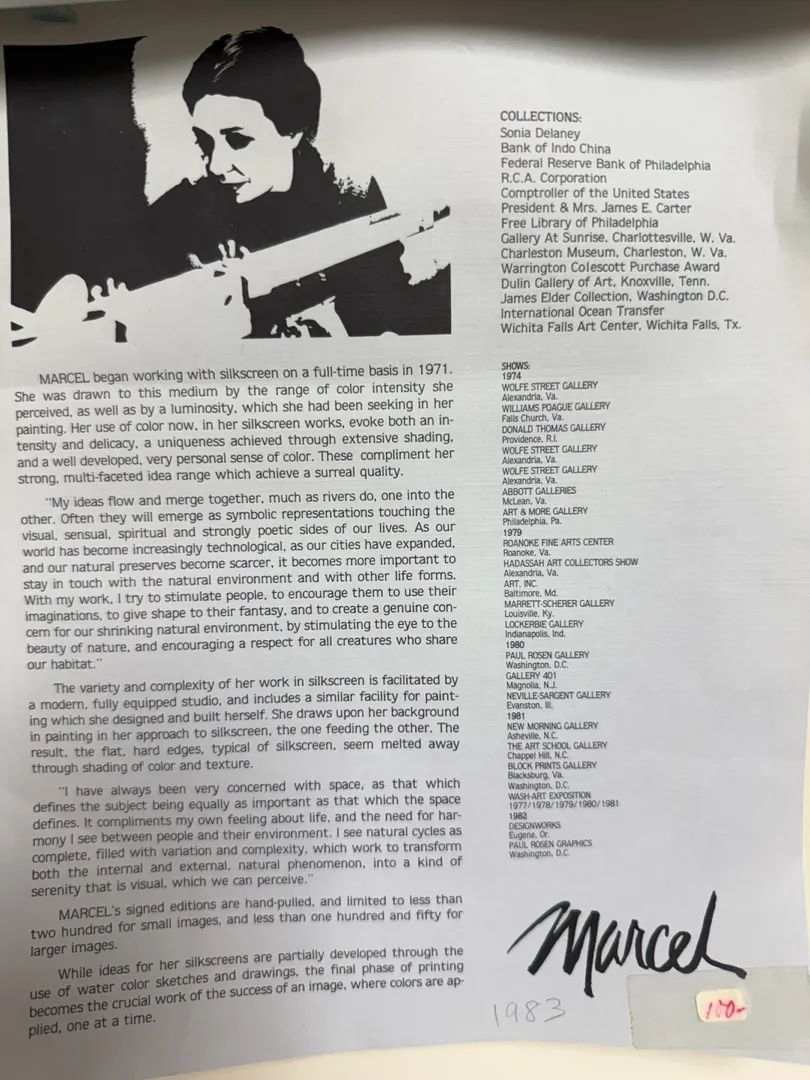 COLLECTIONS:
Sonia Delaney
Bank of Indo China
Federal Reserve Bank of Philadelphia
R.C.A. Corporation
Comptroller of the United States
President & Mrs. James E. Carter
Free Library of Philadelphia
Gallery At Sunrise, Charlottesville, W. Va.
Charleston Museum, Charleston, W. Va.
Warrington Colescott Purchase Award
Dulin Gallery of Art, Knoxville, Tenn.
James Elder Collection, Washington D.C.
International Ocean Transfer
Wichita Falls Art Center, Wichita Falls, Tx.
MARCEL began working with silkscreen on a full-time basis in 1971.
She was drawn to this medium by the range of color intensity she
perceived, as well as by a luminosity, which she had been seeking in her
painting. Her use of color now, in her silkscreen works, evoke both an in-
tensity and delicacy, a uniqueness achieved through extensive shading,
and a well developed, very personal sense of color. These compliment her
strong, multi-faceted idea range which achieve a surreal quality.
"My ideas flow and merge together, much as rivers do, one into the
other. Often they will emerge as symbolic representations touching the
visual, sensual, spiritual and strongly poetic sides of our lives. As our
world has become increasingly technological, as our cities have expanded,
and our natural preserves become scarcer, it becomes more important to
stay in touch with the natural environment and with other life forms.
With my work, I try to stimulate people, to encourage them to use their
imaginations, to give shape to their fantasy, and to create a genuine con-
cern for our shrinking natural environment, by stimulating the eye to the
beauty of nature, and encouraging a respect for all creatures who share
our habitat."
The variety and complexity of her work in silkscreen is facilitated by
a modern, fully equipped studio, and includes a similar facility for paint-
ing which she designed and built herself. She draws upon her background
in painting in her approach to silkscreen, the one feeding the other. The
result, the flat, hard edges, typical of silkscreen, seem melted away
through shading of color and texture.
"I have always been very concerned with space, as that which
defines the subject being equally as important as that which the space
defines. It compliments my own feeling about life, and the need for har-
mony I see between people and their environment. I see natural cycles as
complete, filled with variation and complexity, which work to transform
both the internal and external, natural phenomenon, into a kind of
serenity that is visual, which we can perceive."
MARCEL's signed editions are hand-pulled, and limited to less than
two hundred for small images, and less than one hundred and fifty for
larger images.
While ideas for her silkscreens are partially developed through the
use of water color sketches and drawings, the final phase of printing
becomes the crucial work of the success of an image, where colors are ap-
plied, one at a time.
SHOWS:
1974
WOLFE STREET GALLERY
Alexandria, Va.
WILLIAMS POAGUE GALLERY
Falls Church, Va.
DONALD THOMAS GALLERY
Providence, R.I.
WOLFE STREET GALLERY
Alexandria, Va.
WOLFE STREET GALLERY
Alexandria, Va.
ABBOTT GALLERIES
McLean, Va.
ART & MORE GALLERY
Philadelphia, Pa.
1979
ROANOKE FINE ARTS CENTER
Roanoke, Va.
HADASSAH ART COLLECTORS SHOW
Alexandria, Va.
ART, INC.
Baltimore, Md.
MARRETT-SCHERER GALLERY
Louisville, Ky.
LOCKERBIE GALLERY
Indianapolis, Ind.
1980
PAUL ROSEN GALLERY
Washington, D.C.
GALLERY 401
Magnolia, N.J.
NEVILLE-SARGENT GALLERY
Evanston, Ill.
1981
NEW MORNING GALLERY
Asheville, N.C.
THE ART SCHOOL GALLERY
Chappel Hill, N.C.
BLOCK PRINTS GALLERY
Blacksburg, Va.
Washington, D.C.
WASH-ART EXPOSITION
1977/1978/1979/1980/1981
1982
DESIGNWORKS
Eugene, Or.
PAUL ROSEN GRAPHICS
Washington, D.C.
Marcel
1983
100-